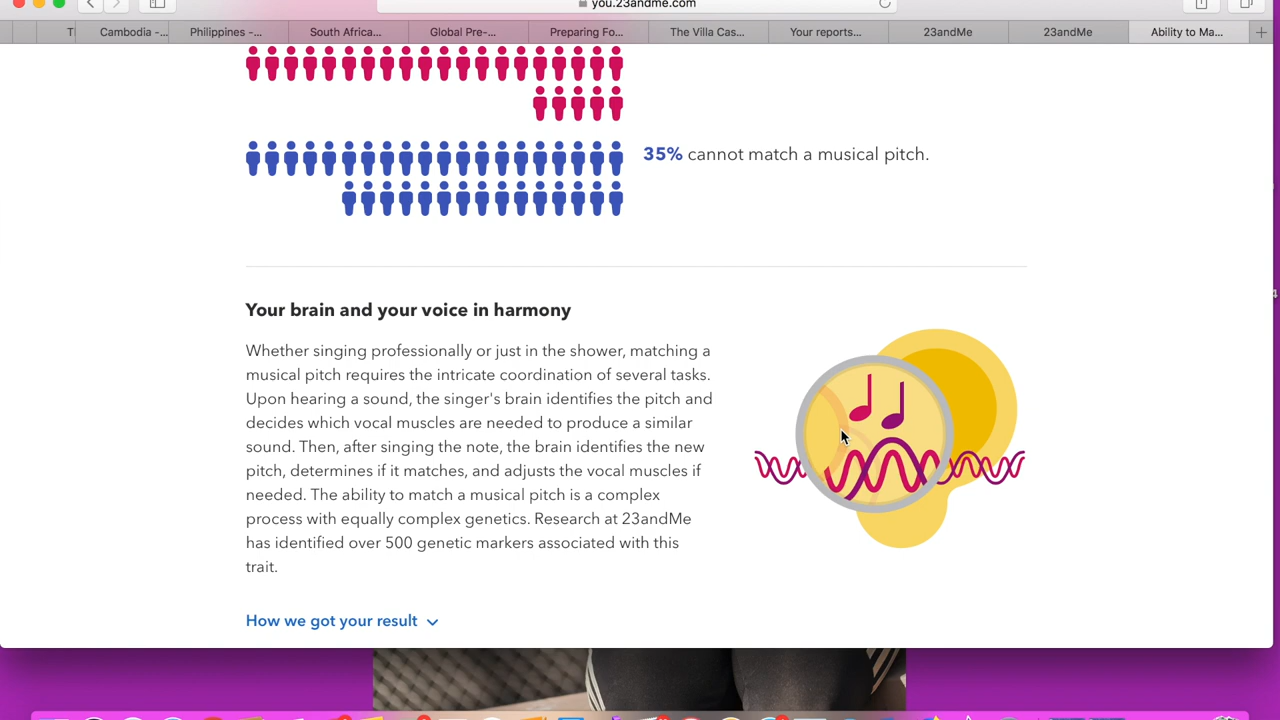 you.23andme.com
Cambodia -...
Philippines -...
South Africa...
Global Pre-...
Preparing Fo...
The Villa Cas...
Your reports...
23andMe
23andMe
Ability to Ma...
35% cannot match a musical pitch.
Your brain and your voice in harmony
Whether singing professionally or just in the shower, matching a
musical pitch requires the intricate coordination of several tasks.
Upon hearing a sound, the singer's brain identifies the pitch and
decides which vocal muscles are needed to produce a similar
sound. Then, after singing the note, the brain identifies the new
pitch, determines if it matches, and adjusts the vocal muscles if
needed. The ability to match a musical pitch is a complex
process with equally complex genetics. Research at 23andMe
has identified over 500 genetic markers associated with this
trait.
How we got your result